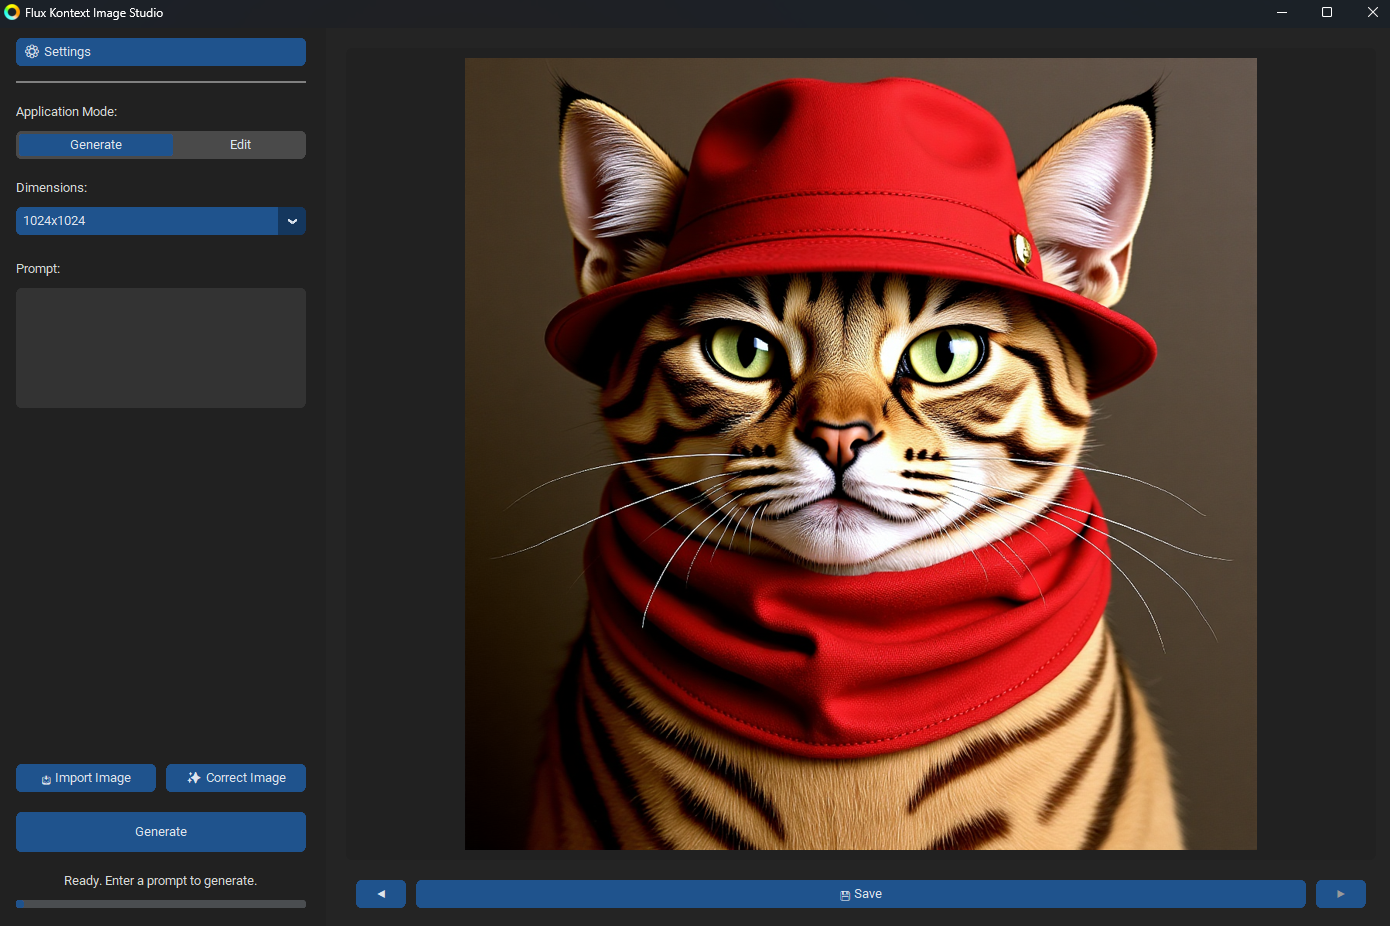 Flux Kontext Image Studio
Settings
Application Mode:
Generate
Edit
Dimensions:
1024x1024
Prompt:
Import Image
Correct Image
Generate
Ready. Enter a prompt to generate.
Save